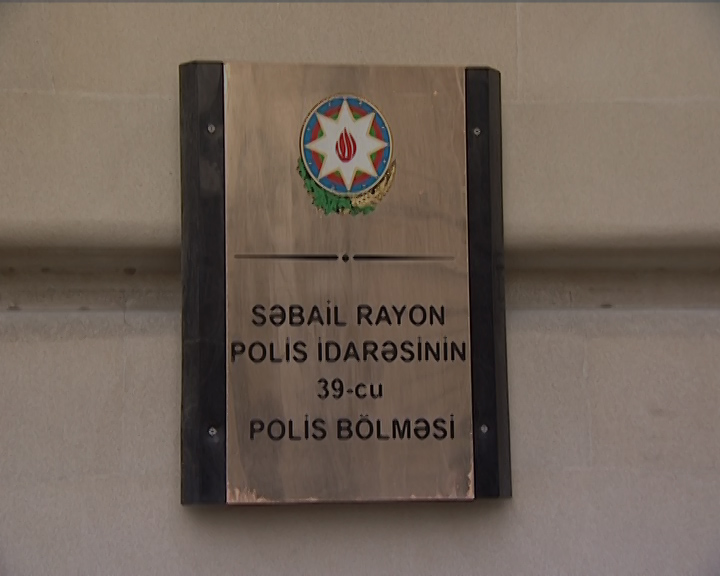 SƏBAİL RAYON
POLİS İDARƏSİNİN
39-cu
POLİS BÖLMƏSİ